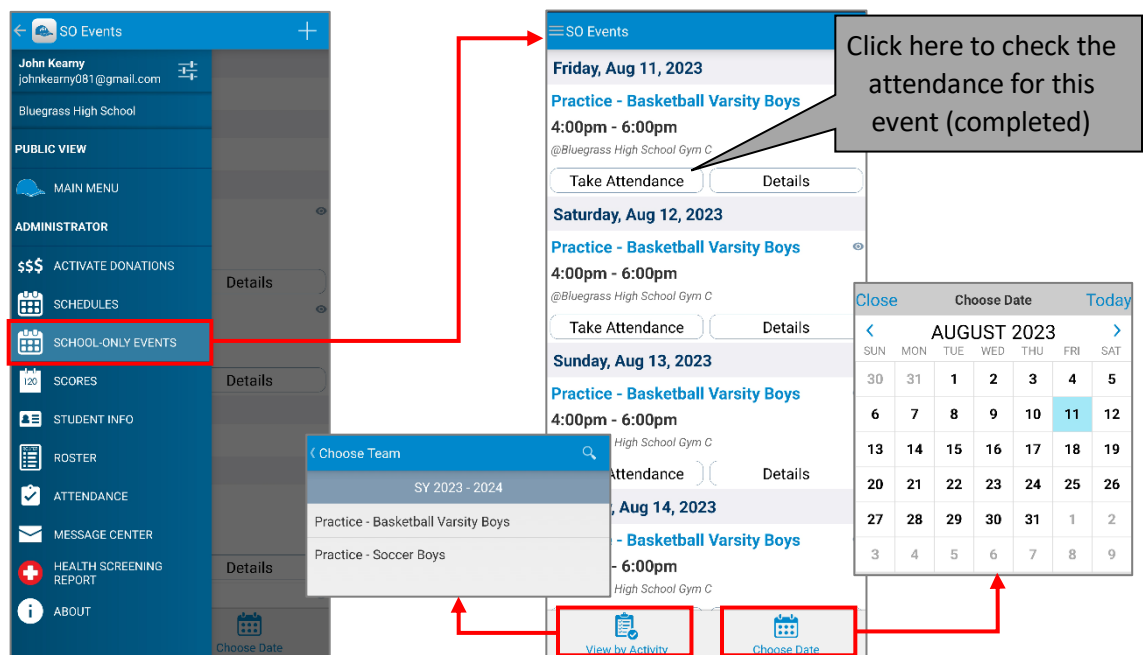 SO Events
John Kearny
johnkearny081@gmail.com
Bluegrass High School
PUBLIC VIEW
MAIN MENU
ADMINISTRATOR
$$$ ACTIVATE DONATIONS
SCHEDULES
SCHOOL-ONLY EVENTS
120 SCORES
STUDENT INFO
ROSTER
ATTENDANCE
MESSAGE CENTER
HEALTH SCREENING
REPORT
i ABOUT
Details
Details
Details
Choose Date
Choose Team
SY 2023 - 2024
Practice - Basketball Varsity Boys
Practice - Soccer Boys
SO Events
Friday, Aug 11, 2023
Practice - Basketball Varsity Boys
4:00pm - 6:00pm
@Bluegrass High School Gym C
Take Attendance Details
Saturday, Aug 12, 2023
Practice - Basketball Varsity Boys
4:00pm - 6:00pm
@Bluegrass High School Gym C
Take Attendance Details
Sunday, Aug 13, 2023
Practice - Basketball Varsity Boys
4:00pm - 6:00pm
High School Gym C
Attendance Details
, Aug 14, 2023
- Basketball Varsity Boys
- 6:00pm
High School Gym C
View by Activity Choose Date
Click here to check the
attendance for this
event (completed)
Close Choose Date Today
< AUGUST 2023 >
SUN MON TUE WED THU FRI SAT
30 31 1 2 3 4 5
6 7 8 9 10 11 12
13 14 15 16 17 18 19
20 21 22 23 24 25 26
27 28 29 30 31 1 2
3 4 5 6 7 8 9